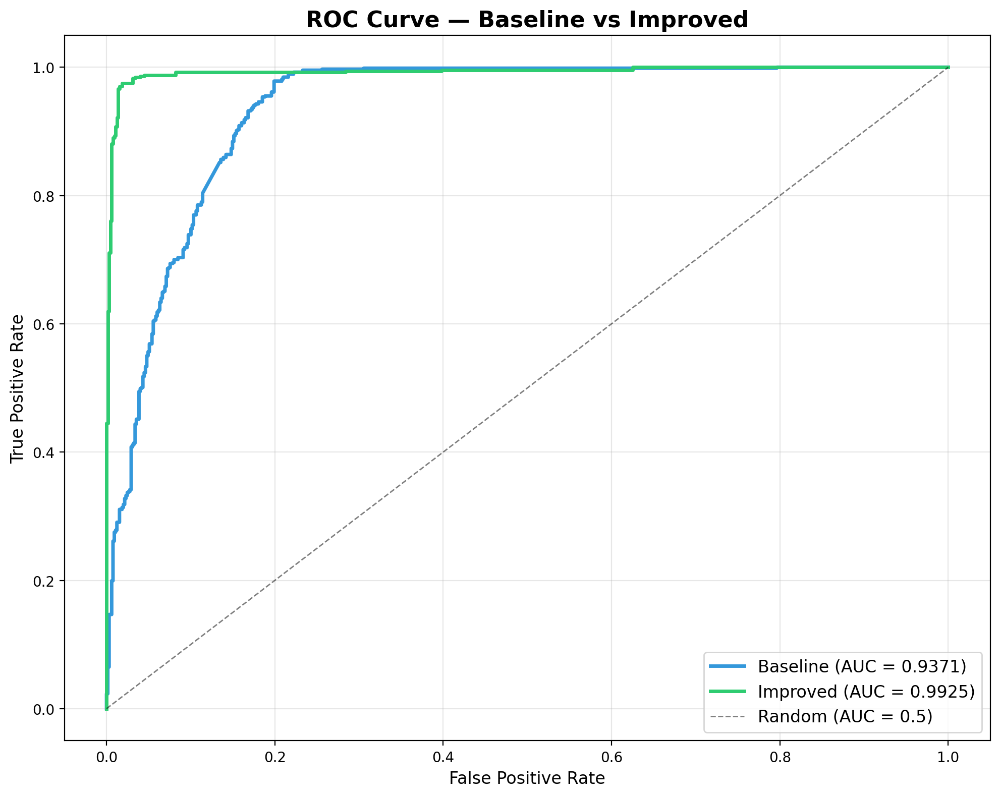 ROC Curve — Baseline vs Improved
True Positive Rate
1.0
0.8
0.6
0.4
0.2
0.0
0.0 0.2 0.4 0.6 0.8 1.0
False Positive Rate
Baseline (AUC = 0.9371)
Improved (AUC = 0.9925)
Random (AUC = 0.5)